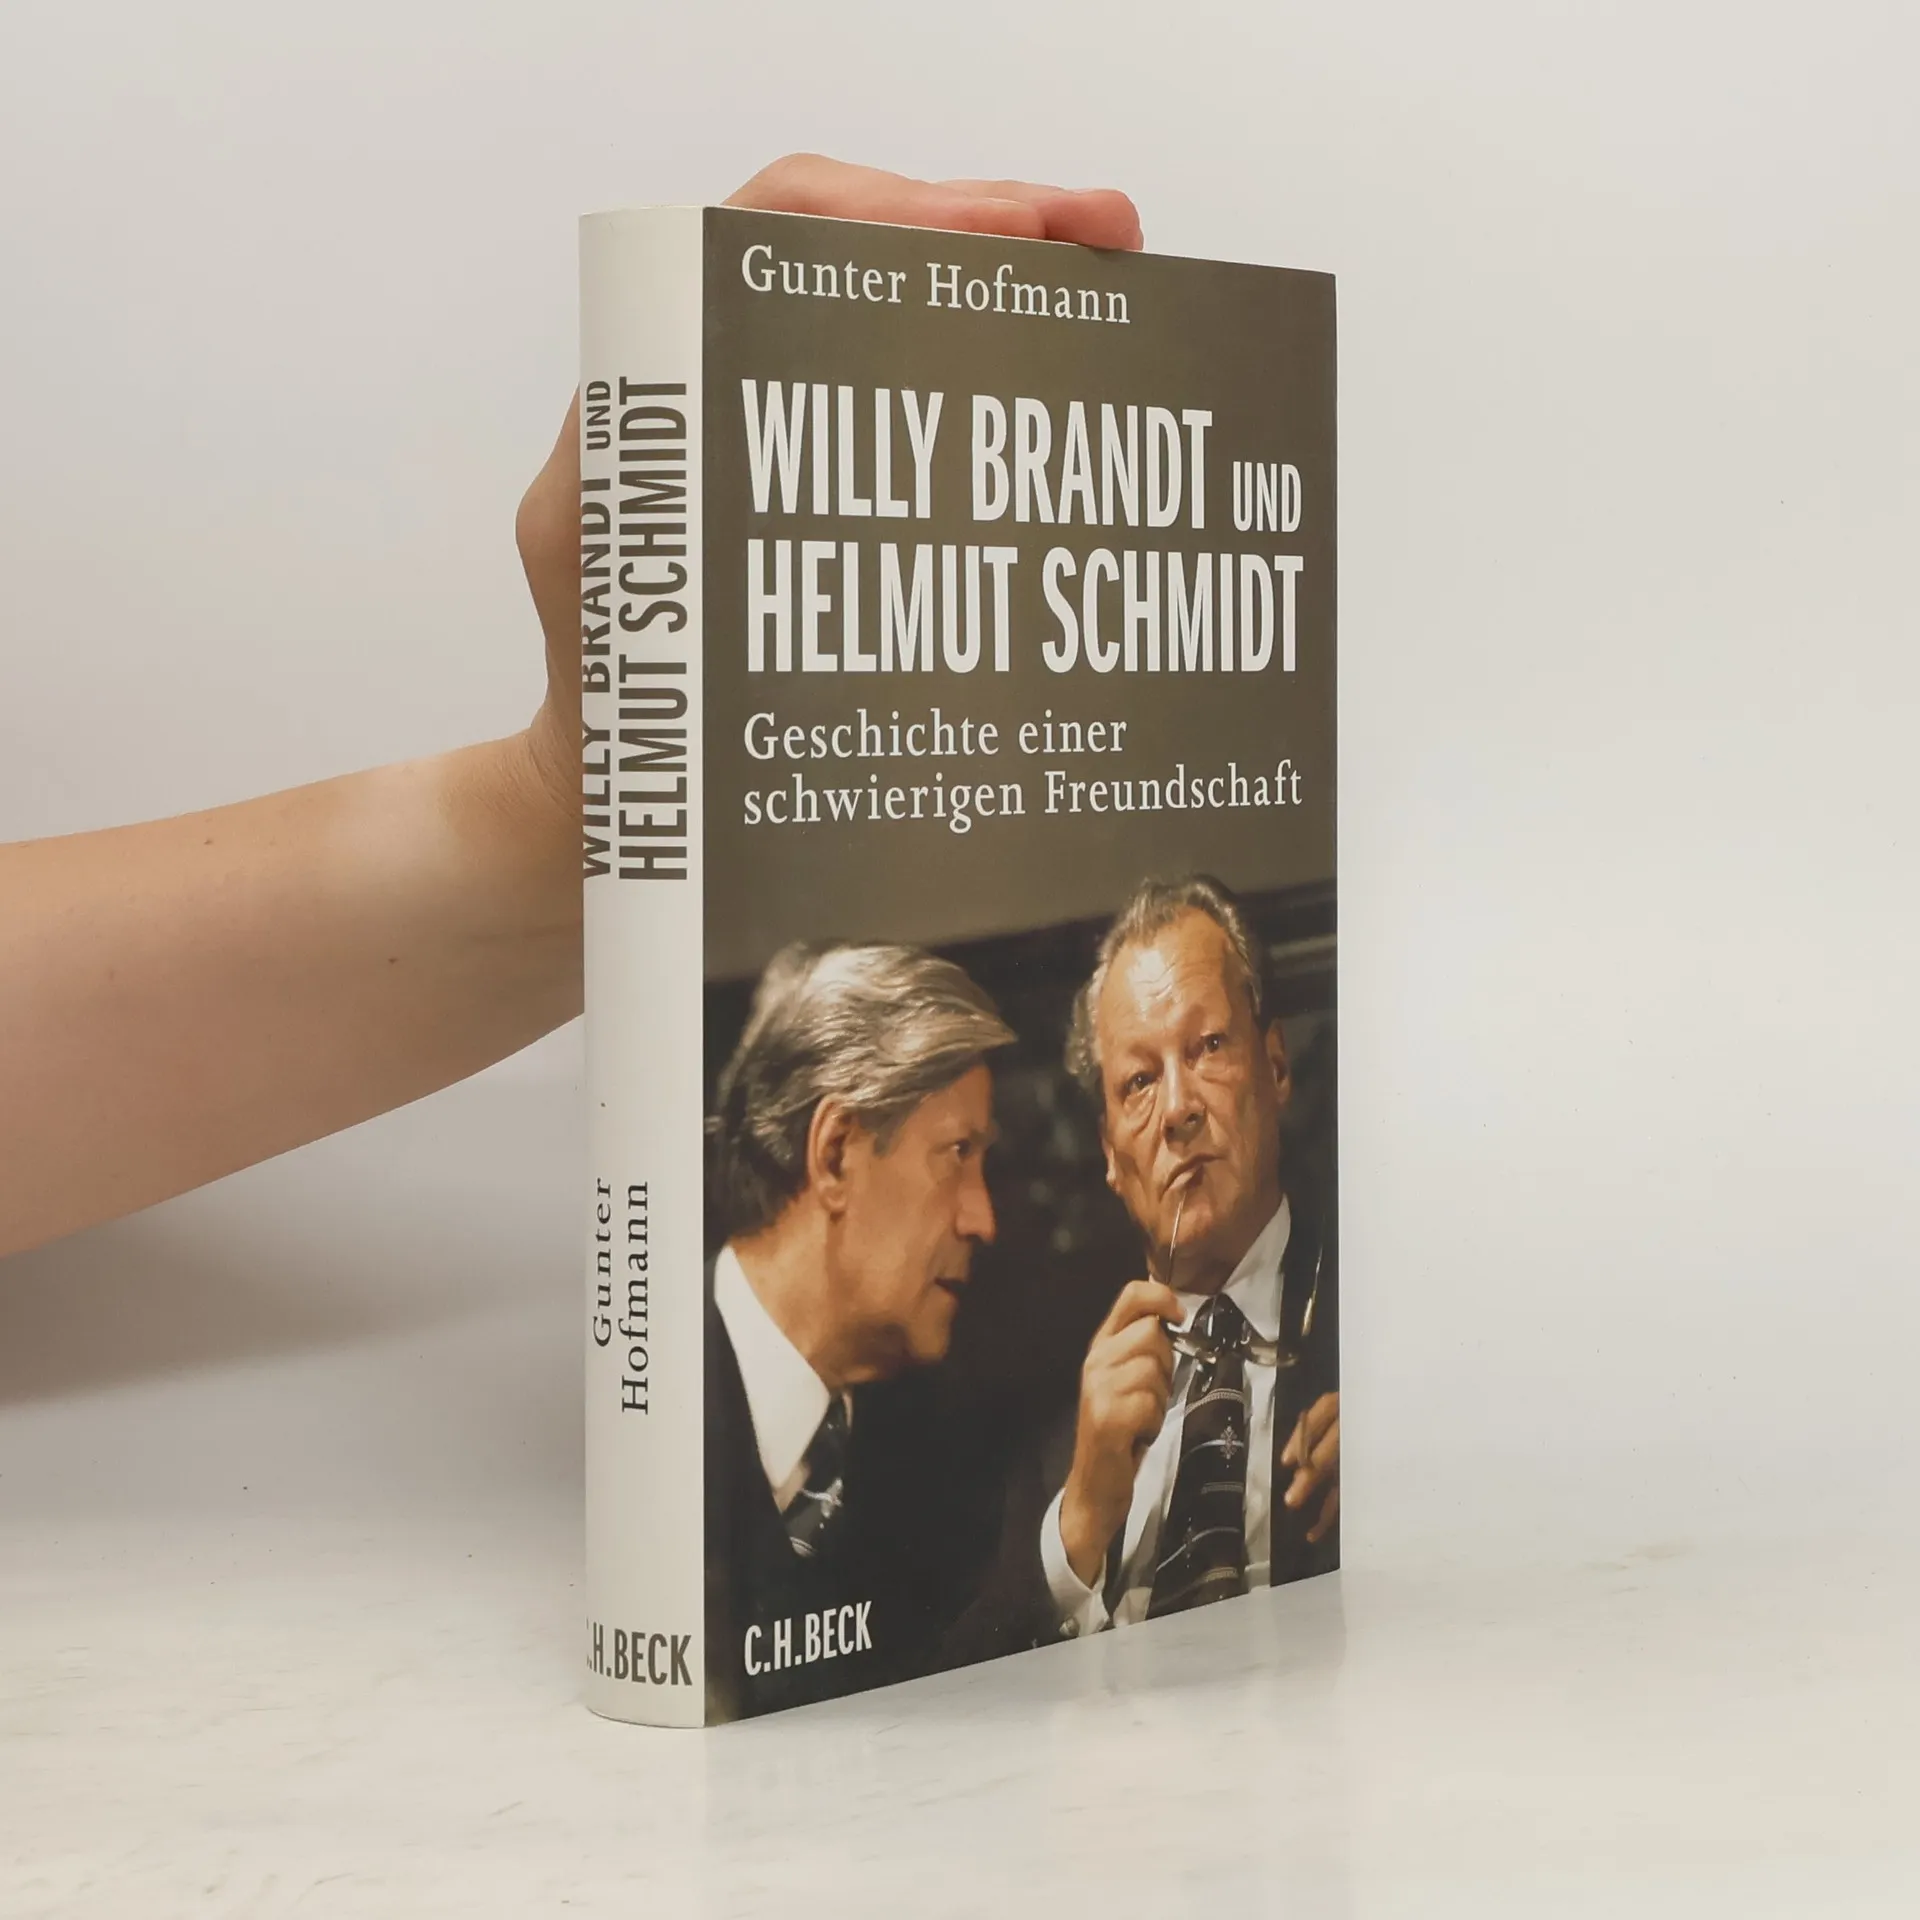 WILLY BRANDT UND
HELMUT SCHMIDT
Gunter
Hofmann
.H.BECK
Gunter Hofmann
WILLY BRANDT UND
HELMUT SCHMIDT
Geschichte einer
schwierigen Freundschaft
C.H.BECK